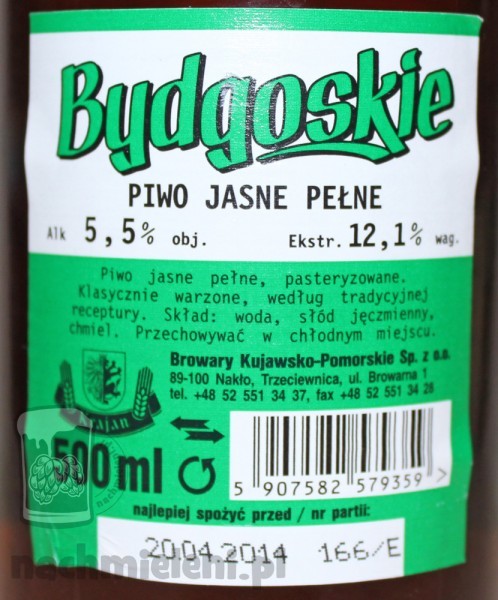 Bydgoskie
PIWO JASNE PEŁNE
Alk 5,5% obj. Ekstr. 12,1% wag.
Piwo jasne pełne, pasteryzowane.
Klasycznie warzone, według tradycyjnej
receptury. Skład: woda, słód jęczmienny,
chmiel. Przechowywać w chłodnym miejscu.
Browary Kujawsko-Pomorskie Sp. z o.o.
89-100 Nakło, Trzeciewnica, ul. Browarna 1
tel. +48 52 551 34 37, fax +48 52 551 34 28
Krajan
500 ml
5 907582 579359 >
najlepiej spożyć przed / nr partii:
20.04.2014 166/E
nachmieleni.pl